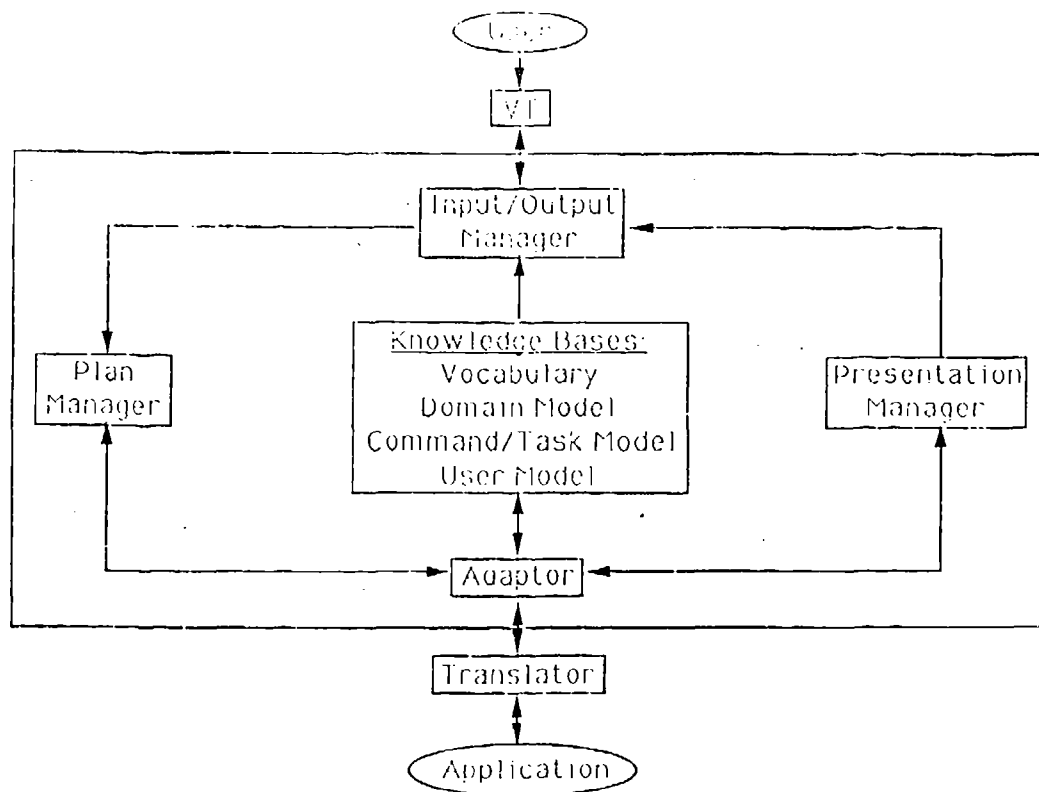 User
VT
Input/Output
Manager
Knowledge Bases:
Vocabulary
Domain Model
Command/Task Model
User Model
Plan
Manager
Presentation
Manager
Adaptor
Translator
Application